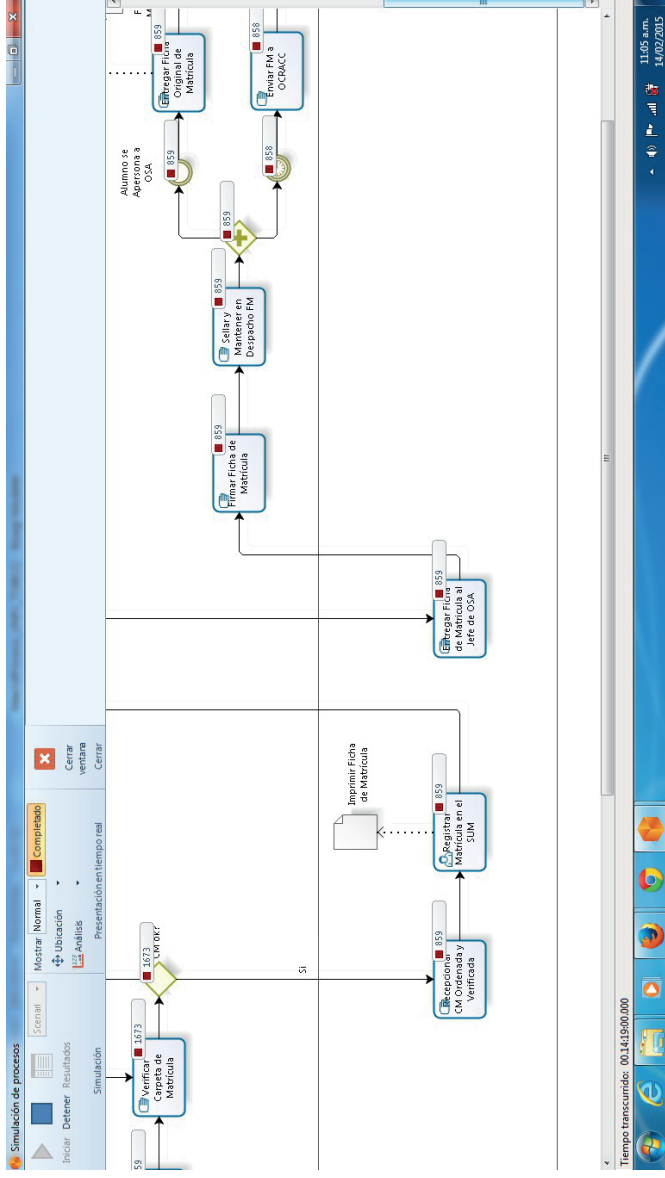 Simulación de procesos
Iniciar
Detener
Resultados
Scenari
Simulación
Mostrar
Normal
Ubicación
Análisis
Completado
Presentación en tiempo real
Cerrar
ventana
Cerrar
859
1673
Verificar
Carpeta de
Matrícula
1673
CM ok?
Si
859
Recepcionar
CM Ordenada y
Verificada
859
Registrar
Matrícula en el
SUM
Imprimir Ficha
de Matrícula
859
Entregar Ficha
de Matrícula al
Jefe de OSA
859
Firmar Ficha de
Matrícula
859
Sellar y
Mantener en
Despacho FM
859
Alumno se
Apersona a
OSA
859
859
Entregar Ficha
Original de
Matrícula
858
858
Enviar FM a
OCRACC
F
M
Tiempo transcurrido: 00.14:19:00.000
11:05 a.m.
14/02/2015